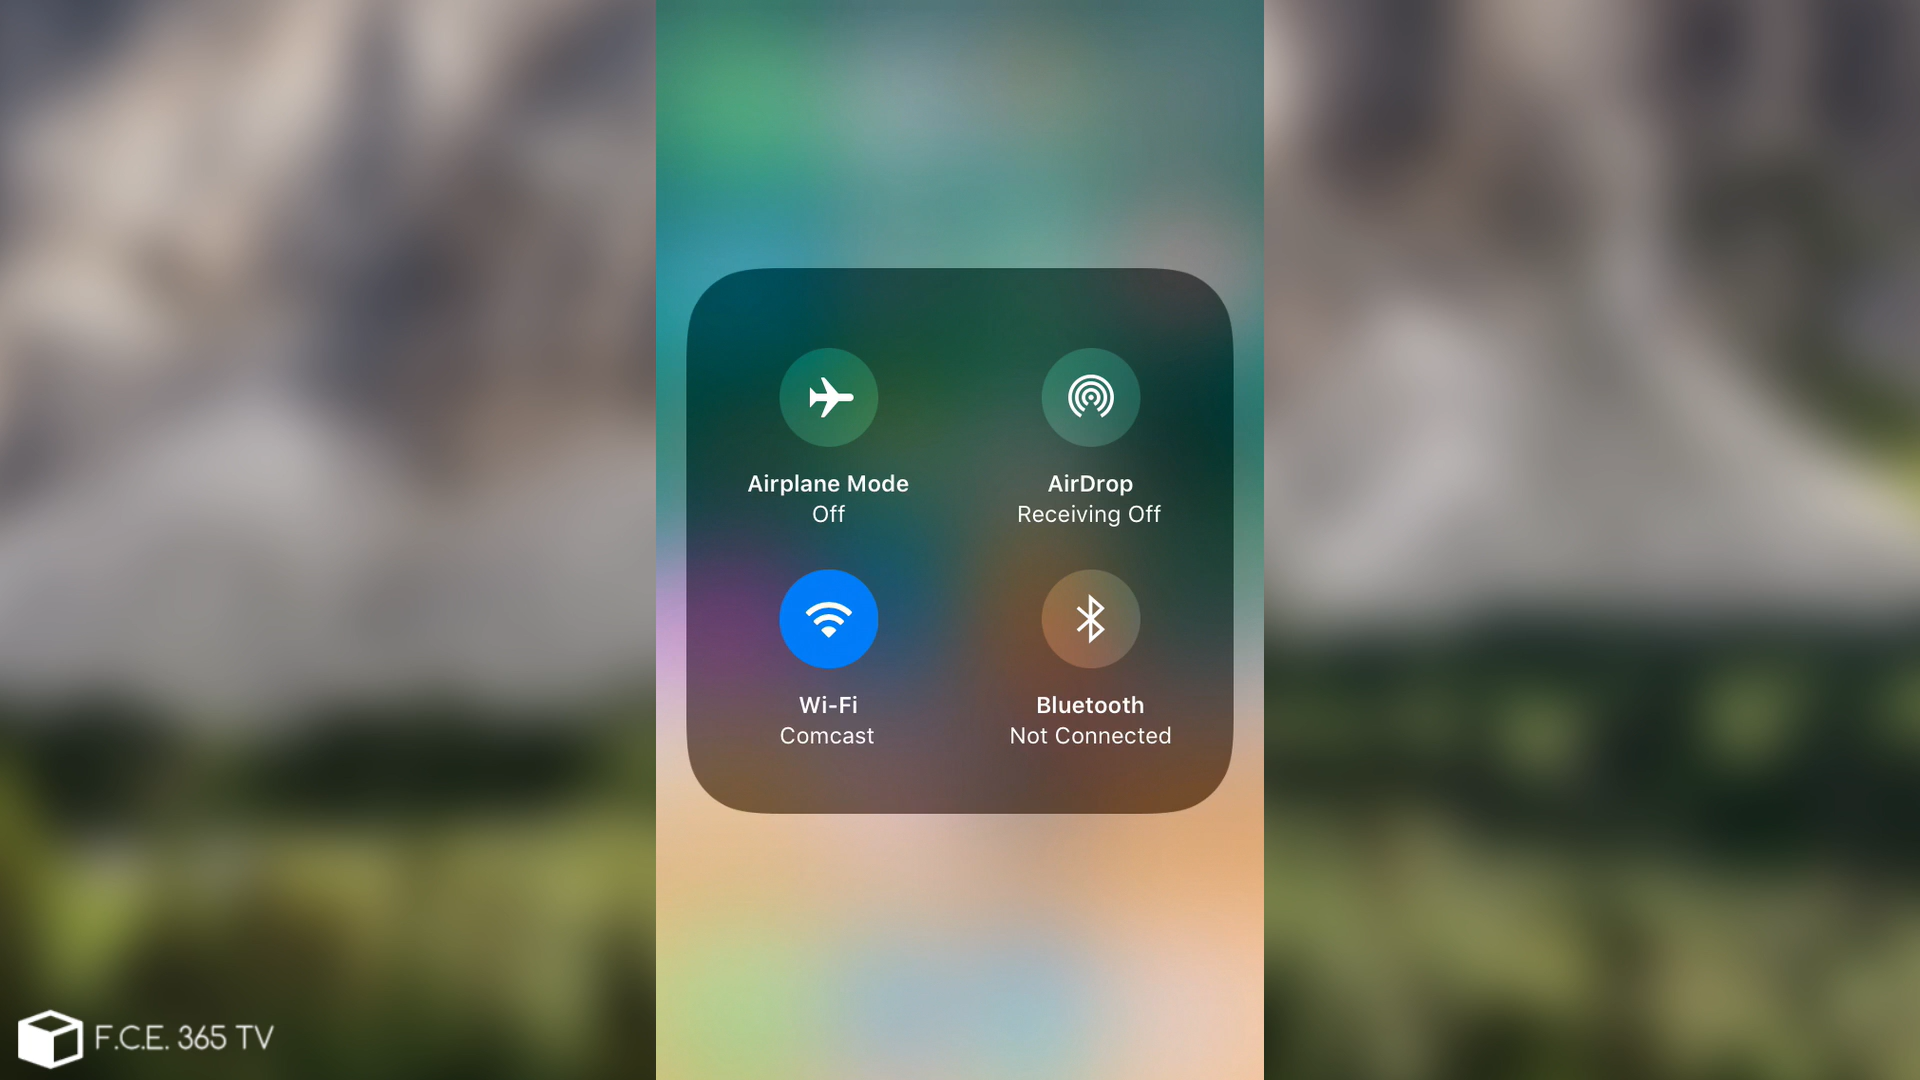 Airplane Mode
Off
AirDrop
Receiving Off
Wi-Fi
Comcast
Bluetooth
Not Connected
F.C.E. 365 TV